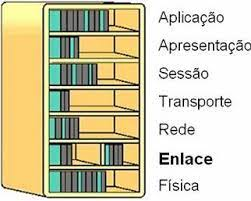 Aplicação
Apresentação
Sessão
Transporte
Rede
Enlace
Física